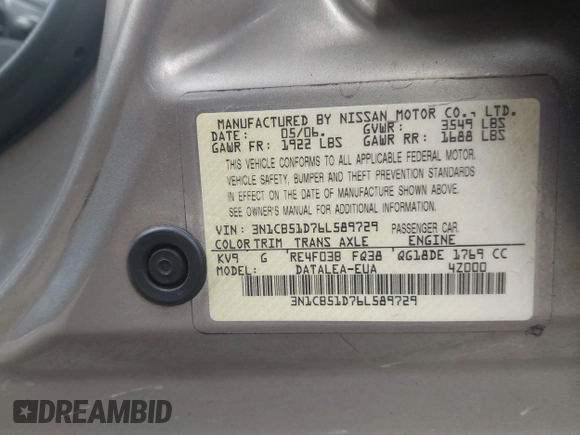 MANUFACTURED BY NISSAN MOTOR CO., LTD.
DATE: 05/06. GVWR: 3549 LBS
GAWR FR: 1922 LBS GAWR RR: 1688 LBS
THIS VEHICLE CONFORMS TO ALL APPLICABLE FEDERAL MOTOR
VEHICLE SAFETY, BUMPER AND THEFT PREVENTION STANDARDS
IN EFFECT ON THE DATE OF MANUFACTURE SHOWN ABOVE.
SEE OWNER'S MANUAL FOR ADDITIONAL INFORMATION.
VIN: 3N1CB51D76L589729 PASSENGER CAR.
COLOR TRIM TRANS AXLE ENGINE
KV9 G RE4F03B FQ38 QG18DE 1769 CC
MODEL: DATALEA-EUA 4Z000
3N1CB51D76L589729
DREAMBID